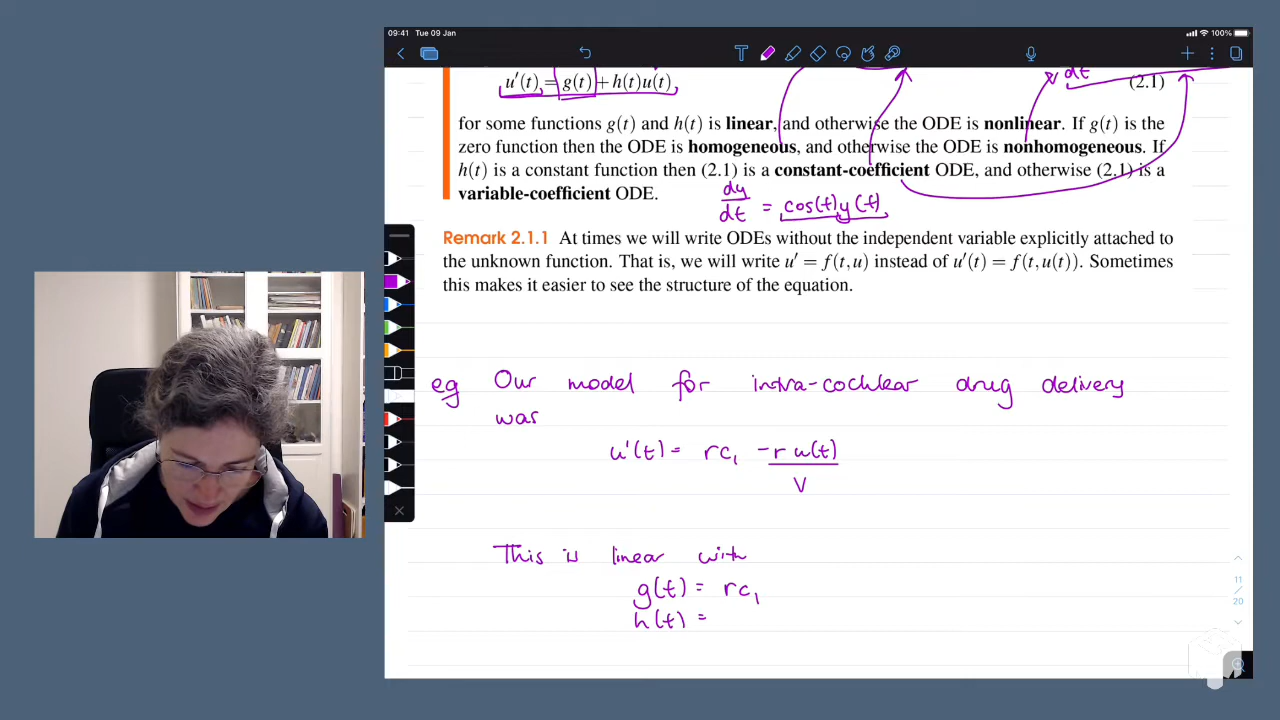 09:41 Tue 09 Jan
100%
dt
u′(t) = g(t) + h(t)u(t)
(2.1)
for some functions g(t) and h(t) is linear, and otherwise the ODE is nonlinear. If g(t) is the
zero function then the ODE is homogeneous, and otherwise the ODE is nonhomogeneous. If
h(t) is a constant function then (2.1) is a constant-coefficient ODE, and otherwise (2.1) is a
variable-coefficient ODE.
dy/dt = cos(t)y(t)
Remark 2.1.1 At times we will write ODEs without the independent variable explicitly attached to
the unknown function. That is, we will write u′ = f(t,u) instead of u′(t) = f(t,u(t)). Sometimes
this makes it easier to see the structure of the equation.
eg Our model for intra-cochlear drug delivery
was
u'(t) = rc₁ - r u(t)/V
This is linear with
g(t) = rc₁
h(t) =
11
/
20